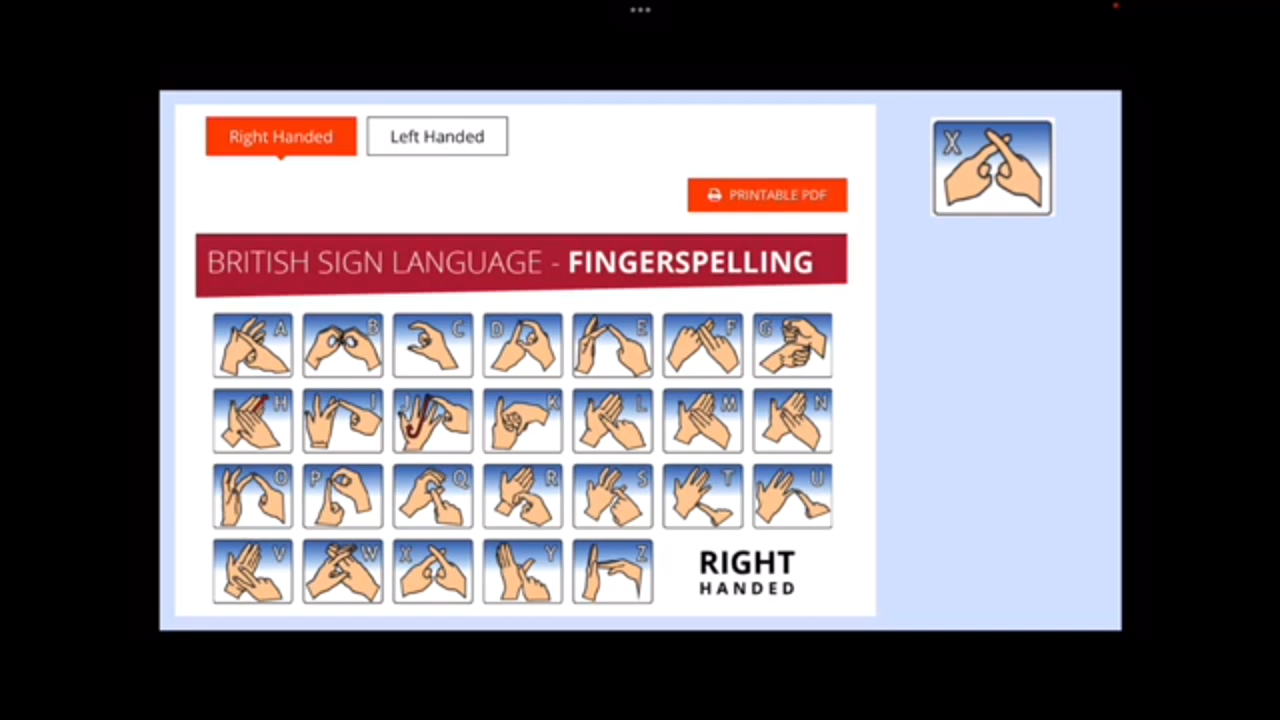 Right Handed
Left Handed
X
PRINTABLE PDF
BRITISH SIGN LANGUAGE - FINGERSPELLING
A B C D E F G
H I J K L M N
O P Q R S T U
V W X Y Z
RIGHT
HANDED